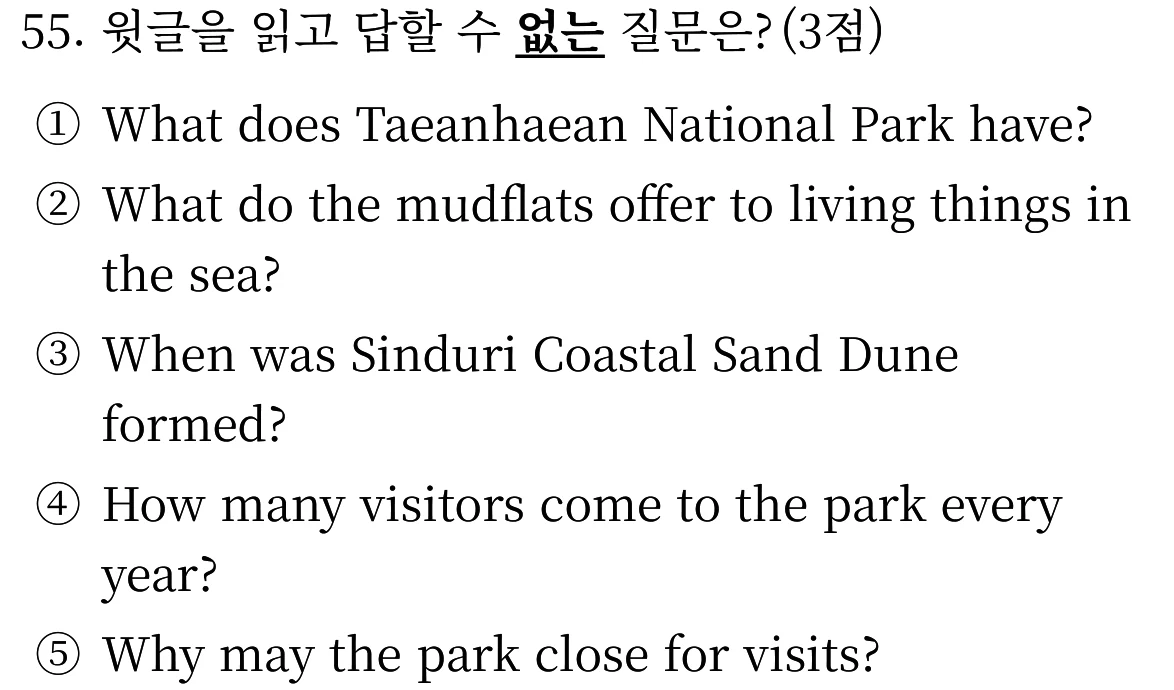 55. 윗글을 읽고 답할 수 없는 질문은?(3점)
① What does Taeanhaean National Park have?
② What do the mudflats offer to living things in
the sea?
③ When was Sinduri Coastal Sand Dune
formed?
④ How many visitors come to the park every
year?
⑤ Why may the park close for visits?